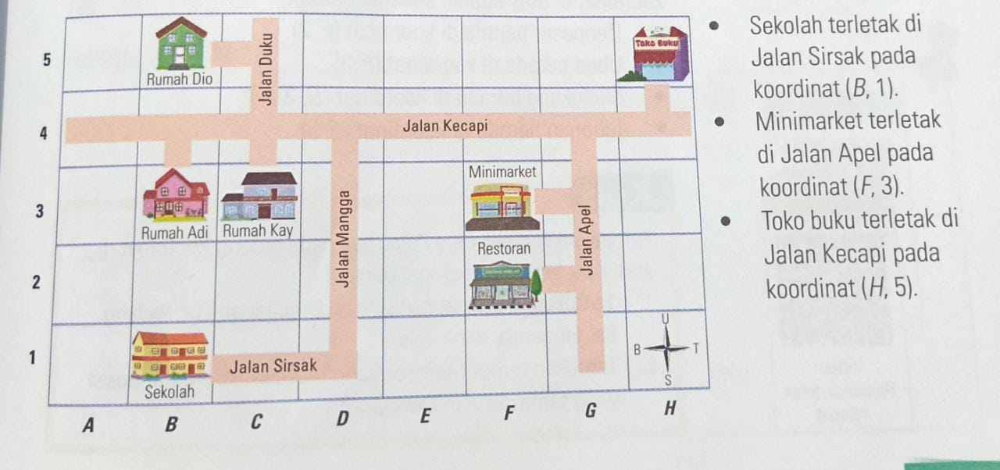 5
Rumah Dio
Jalan Duku
Toko Buku
4
Jalan Kecapi
3
Rumah Adi
Rumah Kay
Jalan Mangga
Minimarket
Jalan Apel
2
Restoran
1
Sekolah
Jalan Sirsak
U
B
T
S
A B C D E F G H
• Sekolah terletak di
Jalan Sirsak pada
koordinat (B, 1).
• Minimarket terletak
di Jalan Apel pada
koordinat (F, 3).
• Toko buku terletak di
Jalan Kecapi pada
koordinat (H, 5).